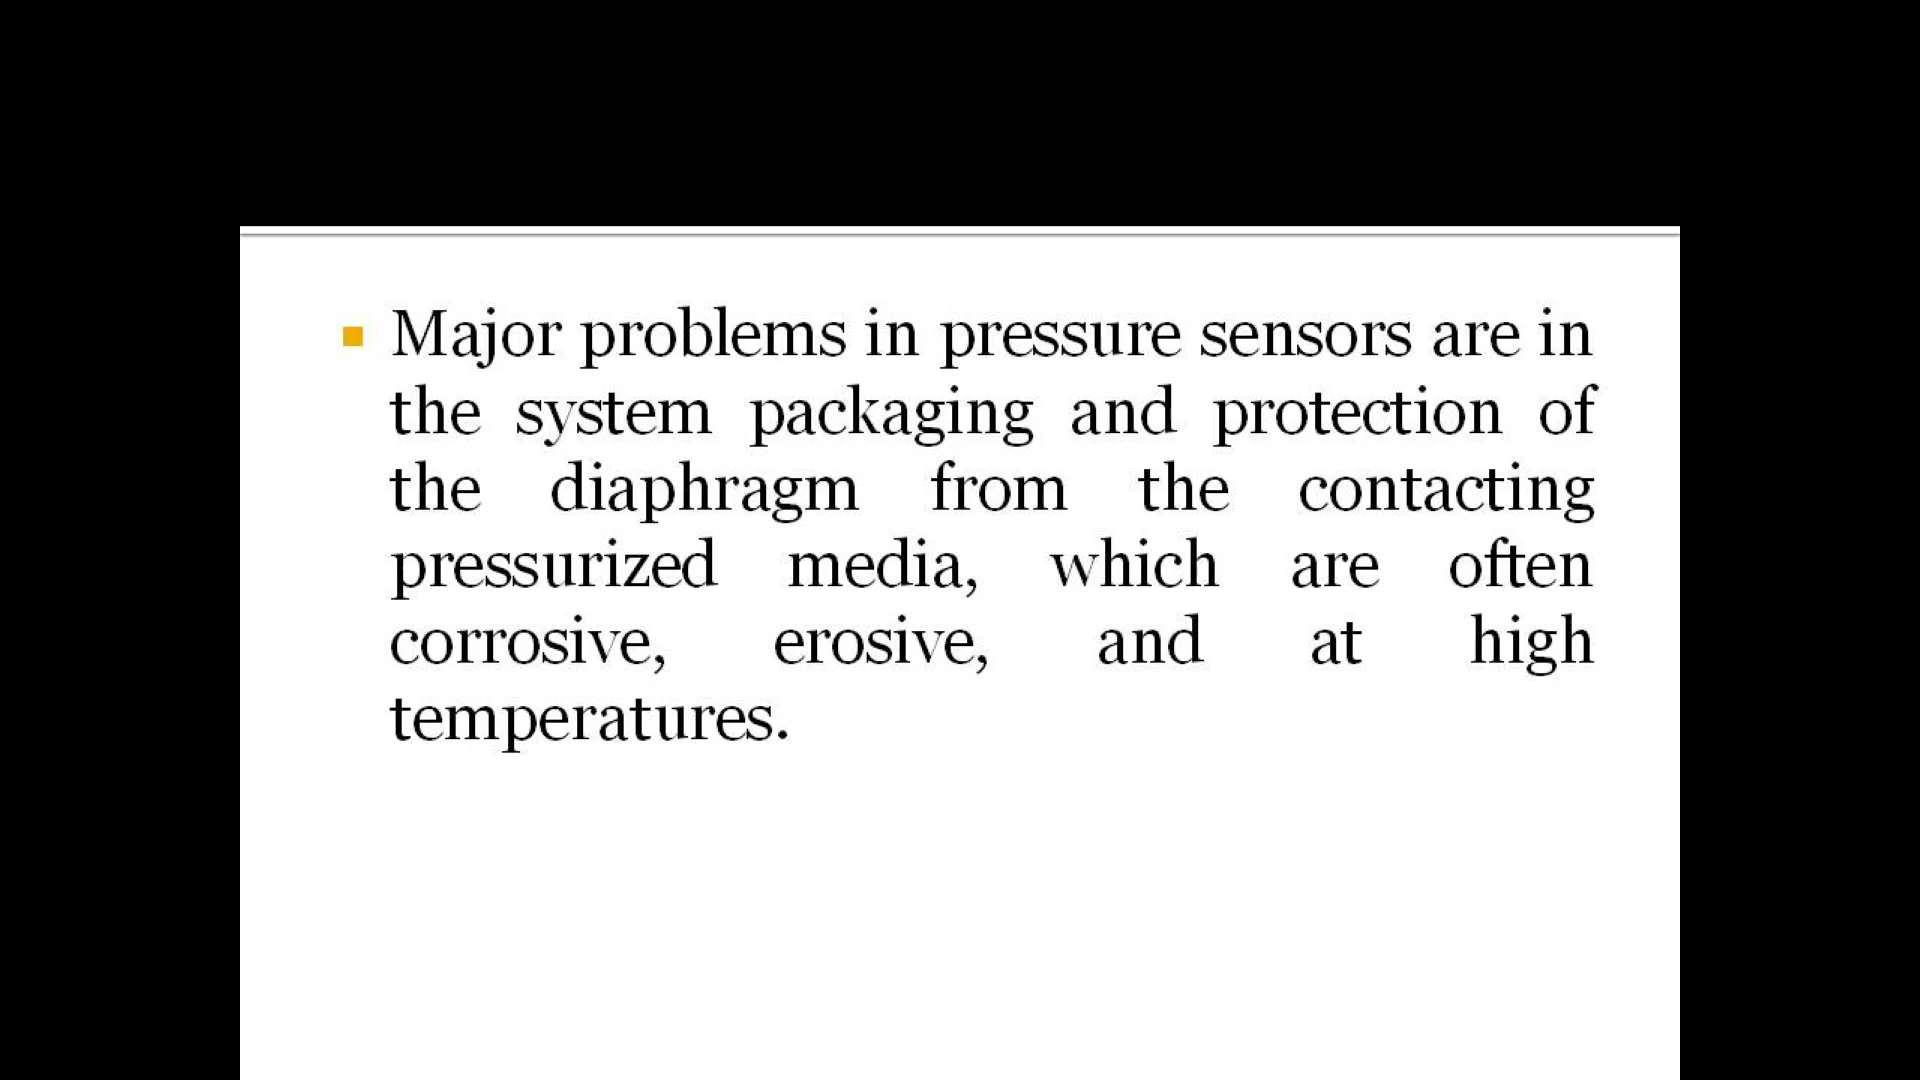 Major problems in pressure sensors are in
the system packaging and protection of
the diaphragm from the contacting
pressurized media, which are often
corrosive, erosive, and at high
temperatures.